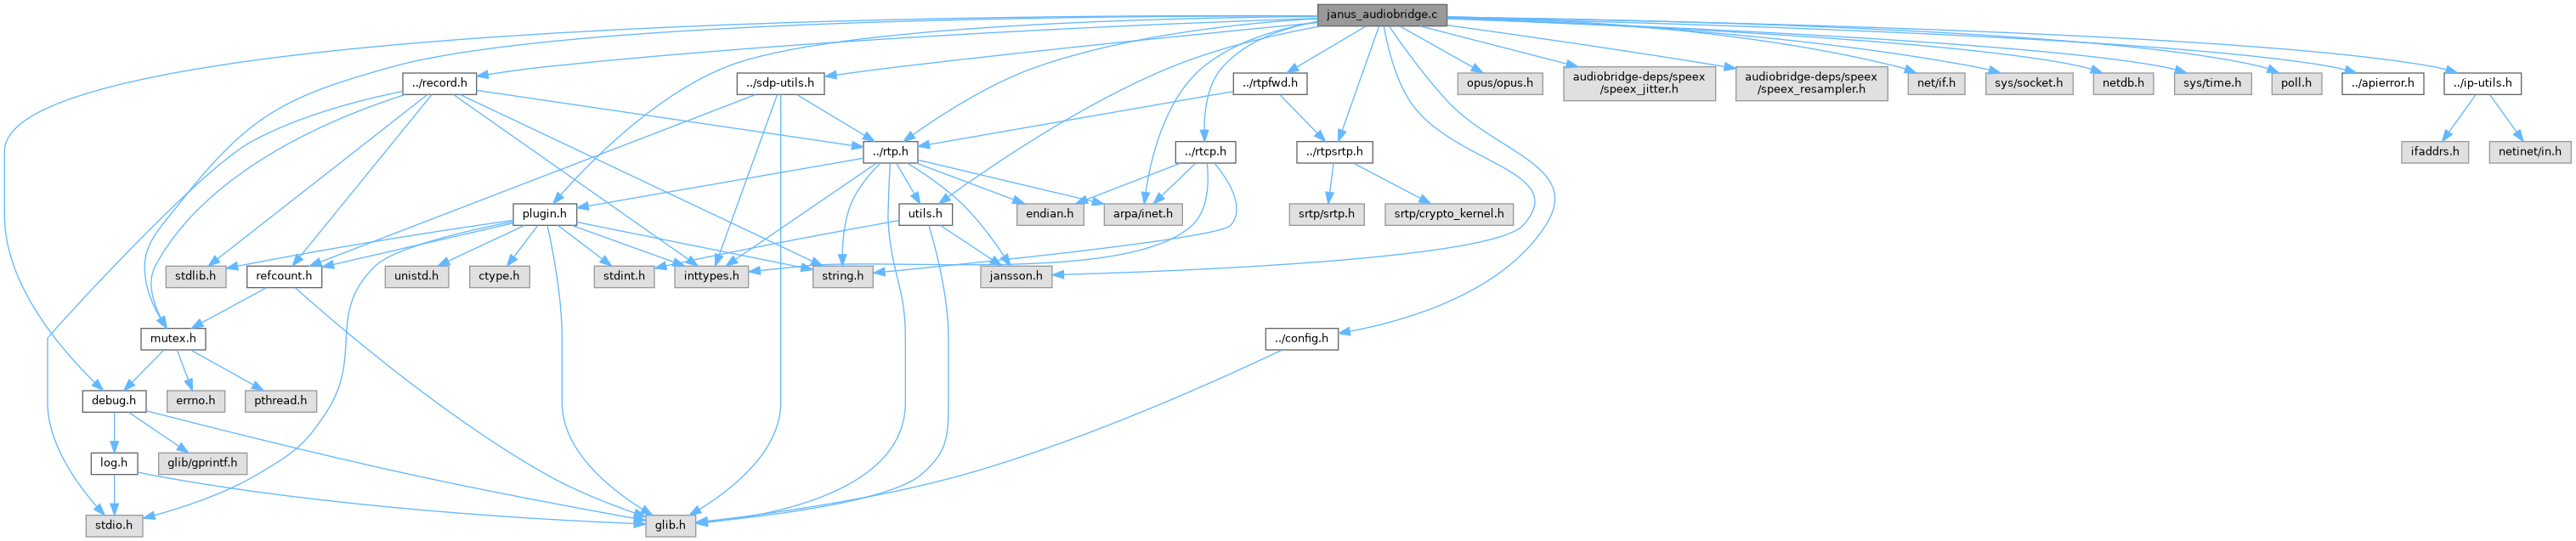 janus_audiobridge.c
../record.h
../sdp-utils.h
../rtpfwd.h
opus/opus.h
audiobridge-deps/speex
/speex_jitter.h
audiobridge-deps/speex
/speex_resampler.h
net/if.h
sys/socket.h
netdb.h
sys/time.h
poll.h
../apierror.h
../ip-utils.h
../rtp.h
../rtcp.h
../rtpsrtp.h
ifaddrs.h
netinet/in.h
plugin.h
utils.h
endian.h
arpa/inet.h
srtp/srtp.h
srtp/crypto_kernel.h
stdlib.h
refcount.h
unistd.h
ctype.h
stdint.h
inttypes.h
string.h
jansson.h
mutex.h
../config.h
debug.h
errno.h
pthread.h
log.h
glib/gprintf.h
stdio.h
glib.h